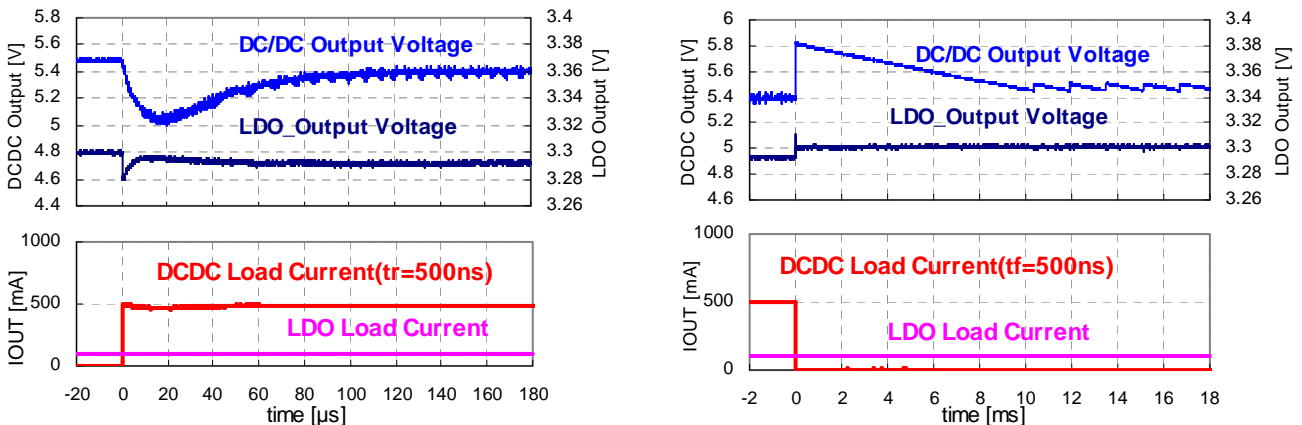 DCDC Output [V]
5.8
5.6
5.4
5.2
5
4.8
4.6
4.4
DC/DC Output Voltage
LDO_Output Voltage
3.4
3.38
3.36
3.34
3.32
3.3
3.28
3.26
LDO Output [V]
IOUT [mA]
1000
500
0
DCDC Load Current(tr=500ns)
LDO Load Current
-20 0 20 40 60 80 100 120 140 160 180
time [µs]
DCDC Output [V]
6
5.8
5.6
5.4
5.2
5
4.8
4.6
DC/DC Output Voltage
LDO_Output Voltage
3.4
3.38
3.36
3.34
3.32
3.3
3.28
3.26
LDO Output [V]
IOUT [mA]
1000
500
0
DCDC Load Current(tf=500ns)
LDO Load Current
-2 0 2 4 6 8 10 12 14 16 18
time [ms]